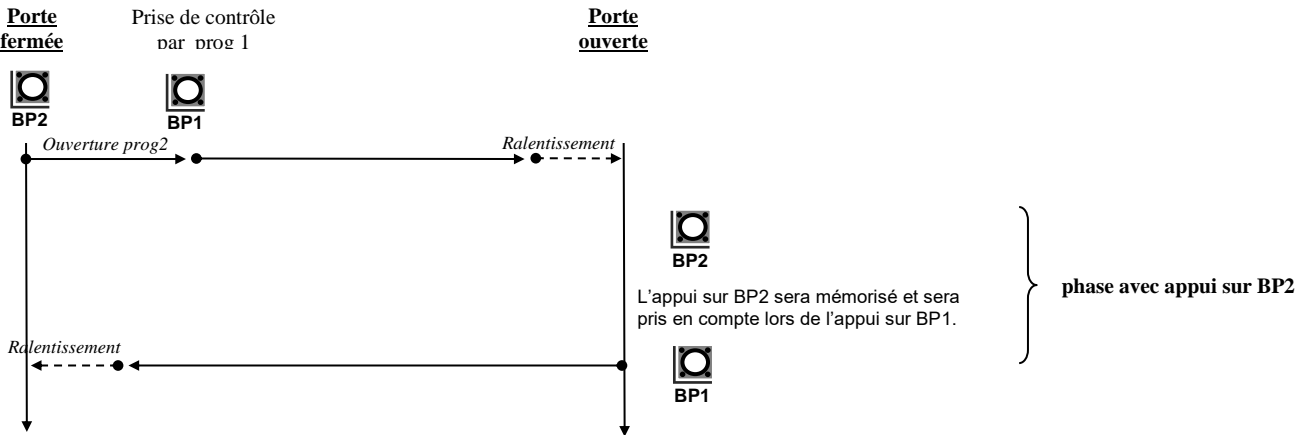 Porte
fermée
Prise de contrôle
par prog 1
Porte
ouverte
BP2
BP1
Ouverture prog2
Ralentissement
BP2
L'appui sur BP2 sera mémorisé et sera
pris en compte lors de l'appui sur BP1.
phase avec appui sur BP2
Ralentissement
BP1